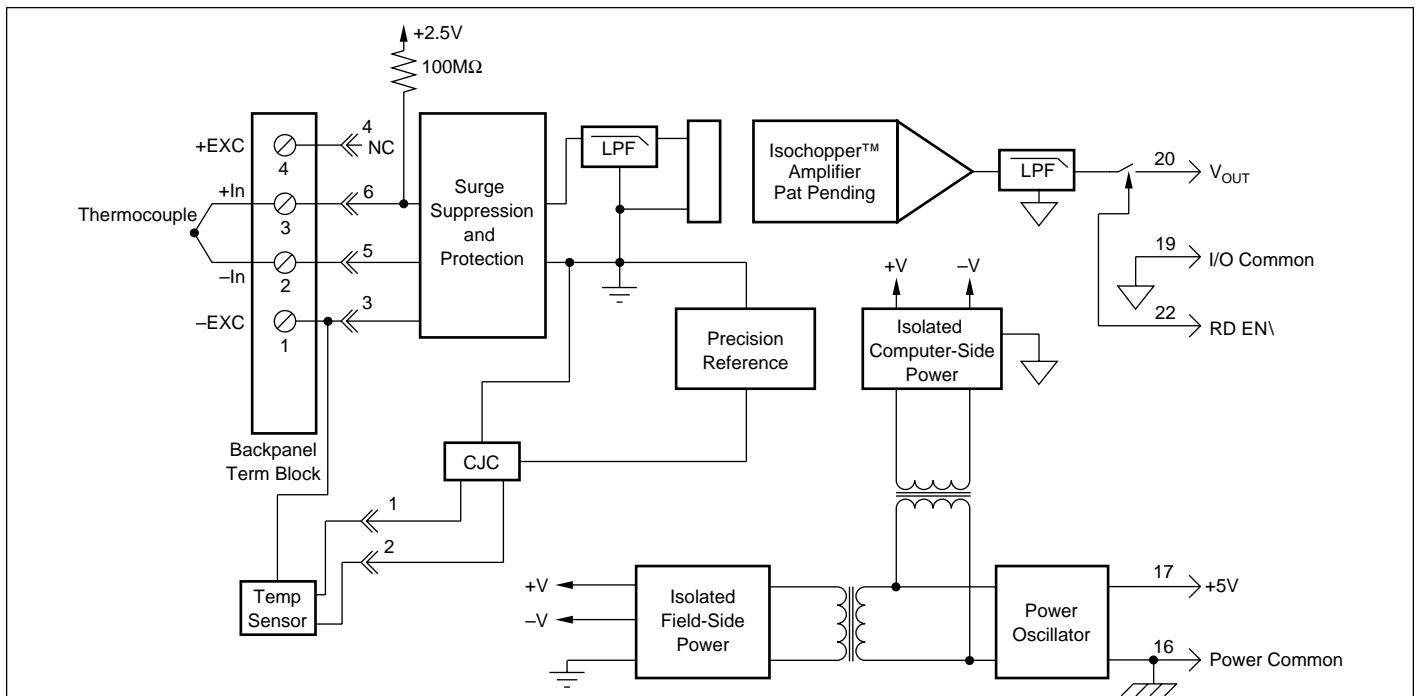 +2.5V
100MΩ
+EXC
4
4
NC
+In
3
6
Thermocouple
–In
2
5
–EXC
1
3
Surge
Suppression
and
Protection
LPF
Isochopper™
Amplifier
Pat Pending
LPF
20
VOUT
19
I/O Common
22
RD EN\
+V
–V
Isolated
Computer-Side
Power
Precision
Reference
Backpanel
Term Block
CJC
1
2
Temp
Sensor
+V
–V
Isolated
Field-Side
Power
Power
Oscillator
17
+5V
16
Power Common